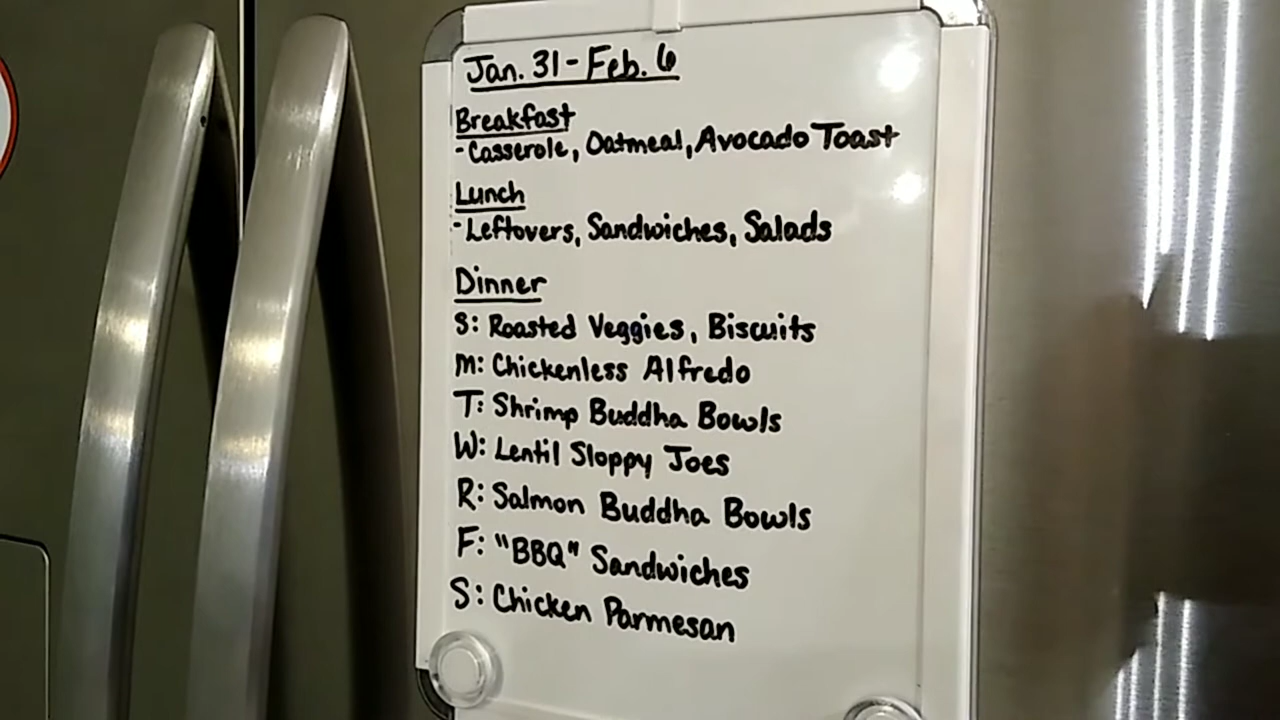 Jan. 31 - Feb. 6
Breakfast
- Casserole, Oatmeal, Avocado Toast
Lunch
- Leftovers, Sandwiches, Salads
Dinner
S: Roasted Veggies, Biscuits
M: Chickenless Alfredo
T: Shrimp Buddha Bowls
W: Lentil Sloppy Joes
R: Salmon Buddha Bowls
F: "BBQ" Sandwiches
S: Chicken Parmesan